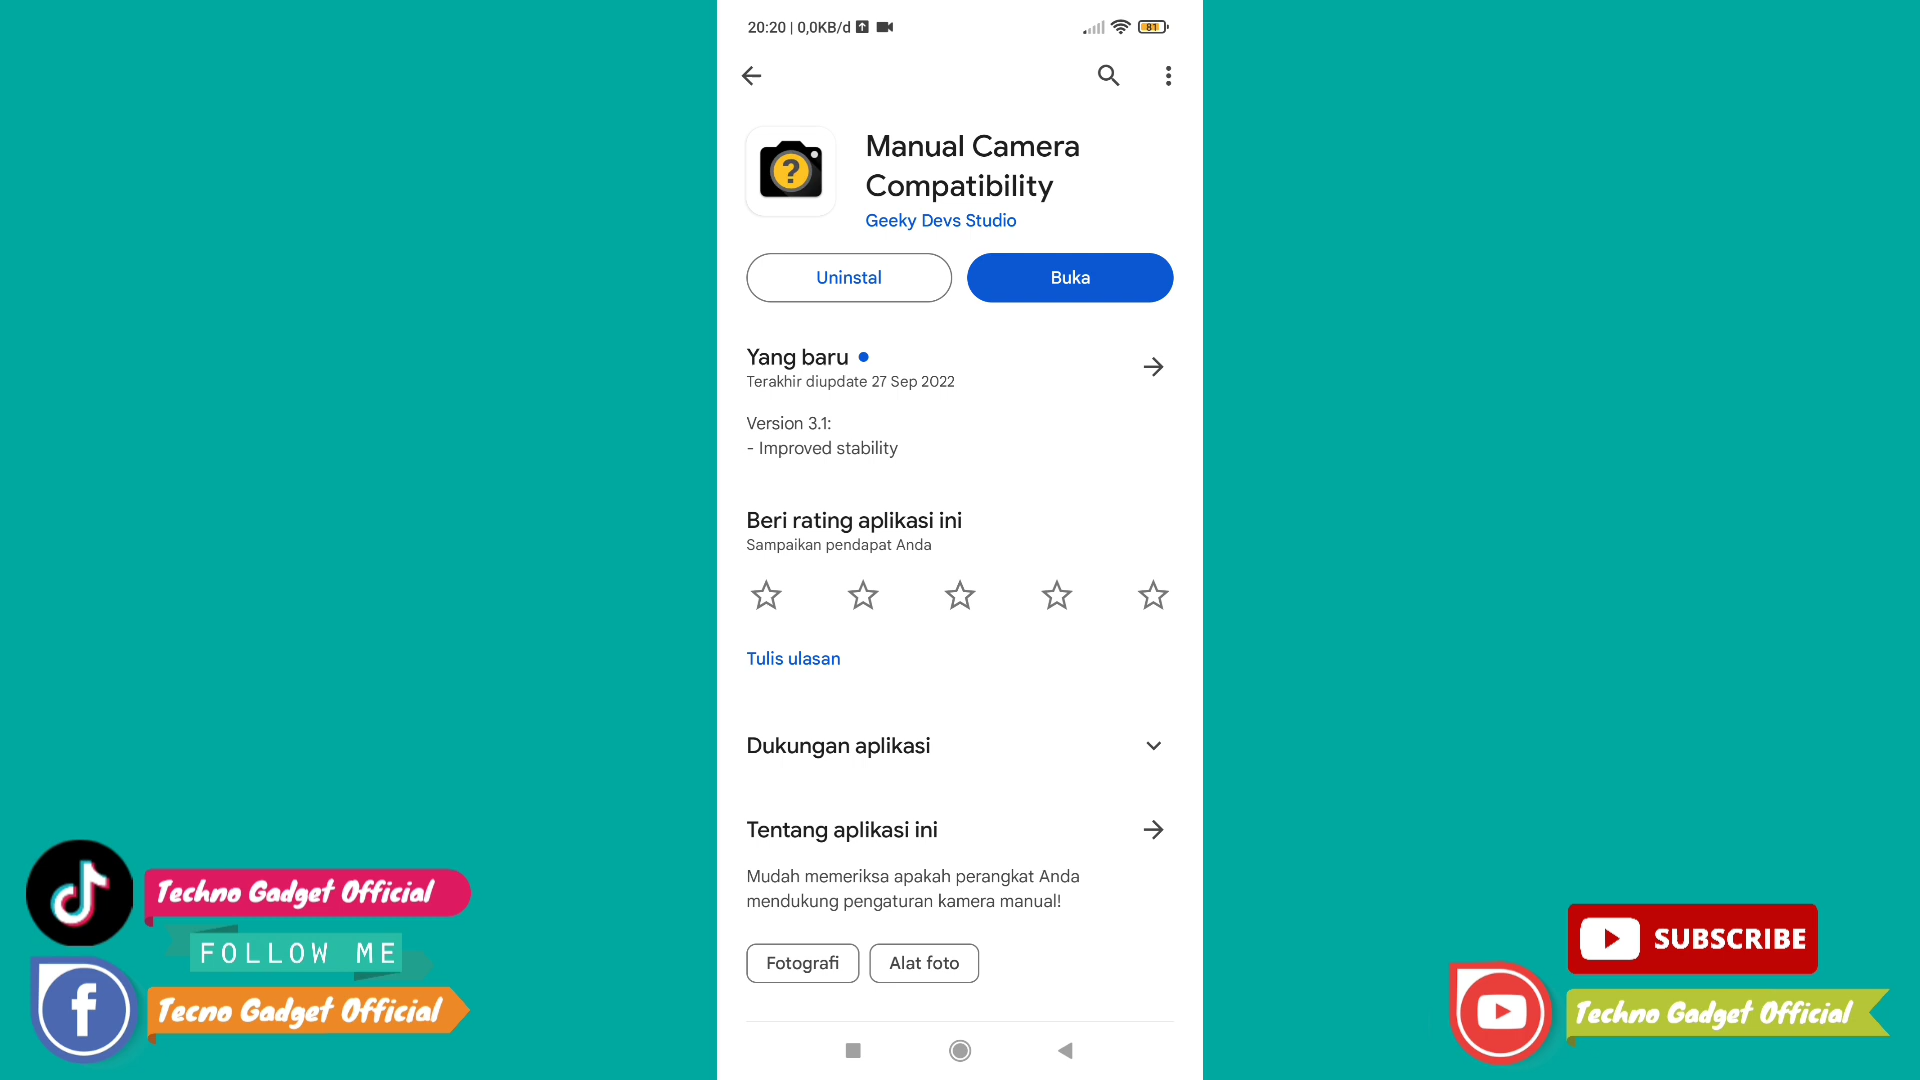 20:20 | 0,0KB/d
81
Manual Camera
Compatibility
Geeky Devs Studio
Uninstal
Buka
Yang baru
Terakhir diupdate 27 Sep 2022
Version 3.1:
- Improved stability
Beri rating aplikasi ini
Sampaikan pendapat Anda
Tulis ulasan
Dukungan aplikasi
Tentang aplikasi ini
Mudah memeriksa apakah perangkat Anda
mendukung pengaturan kamera manual!
Fotografi
Alat foto
Techno Gadget Official
FOLLOW ME
Tecno Gadget Official
SUBSCRIBE
Techno Gadget Official